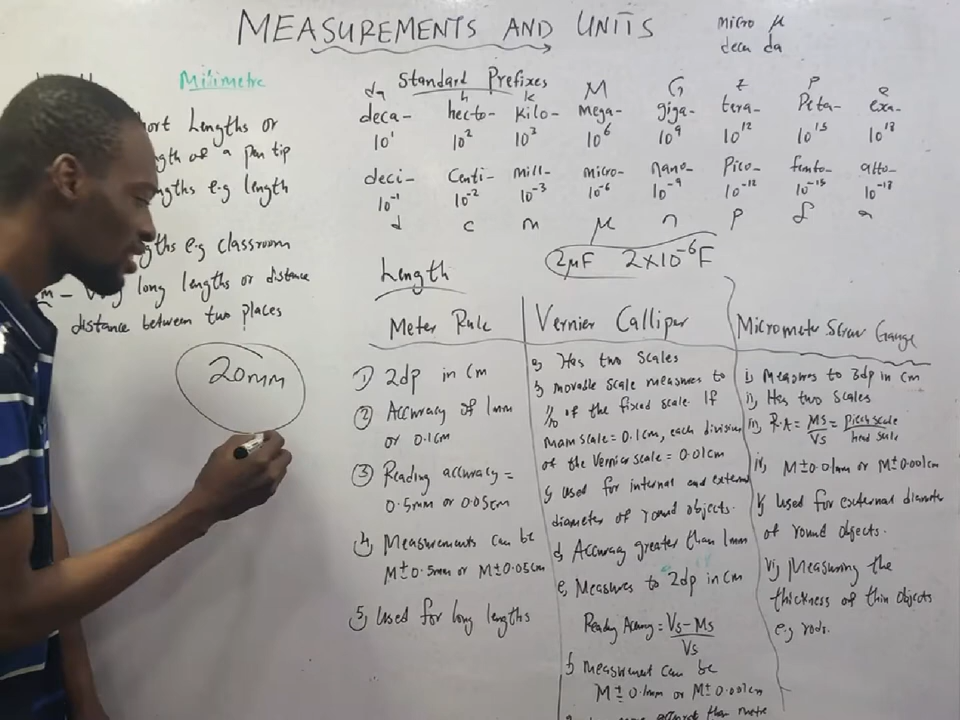 MEASUREMENTS AND UNITS
micro μ
deca da
Milimetre
Standard Prefixes
da h k M G t P e
deca- hec-to- Kilo- Mega- giga- tera- Peta- exa-
10¹ 10² 10³ 10⁶ 10⁹ 10¹² 10¹⁵ 10¹⁸
deci- Centi- mill- micro- nano- Pico- femto- atto-
10⁻¹ 10⁻² 10⁻³ 10⁻⁶ 10⁻⁹ 10⁻¹² 10⁻¹⁵ 10⁻¹⁸
d c m μ n p f a
2μF 2×10⁻⁶F
Lengths or
of a pen tip
e.g length
e.g classroom
m - long lengths or distance
distance between two places
20mm
Length
Meter Rule
1) 2dp in cm
2) Accuracy of 1mm
or 0.1cm
3) Reading accuracy =
0.5mm or 0.05cm
4) Measurements can be
M±0.5mm or M±0.05cm
5) Used for long lengths
Vernier Calliper
a) Has two Scales
b) movable scale measures to
1/10 of the fixed scale. If
main scale = 0.1cm, each division
of the Vernier scale = 0.01cm
c) used for internal and external
diameter of round objects.
d) Accuracy greater than 1mm
e) Measures to 2dp in cm
Reading Accuracy = Vs-Ms/Vs
f) measurement can be
M±0.1mm or M±0.001cm
than metre
Micrometer Screw Gauge
i) Measures to 3dp in cm
ii) Has two scales
iii) R.A = MS/VS = pitch scale/head scale
iv) M±0.01mm or M±0.001cm
v) used for external diameter
of round objects.
vi) Measuring the
thickness of thin objects
e.g rods.